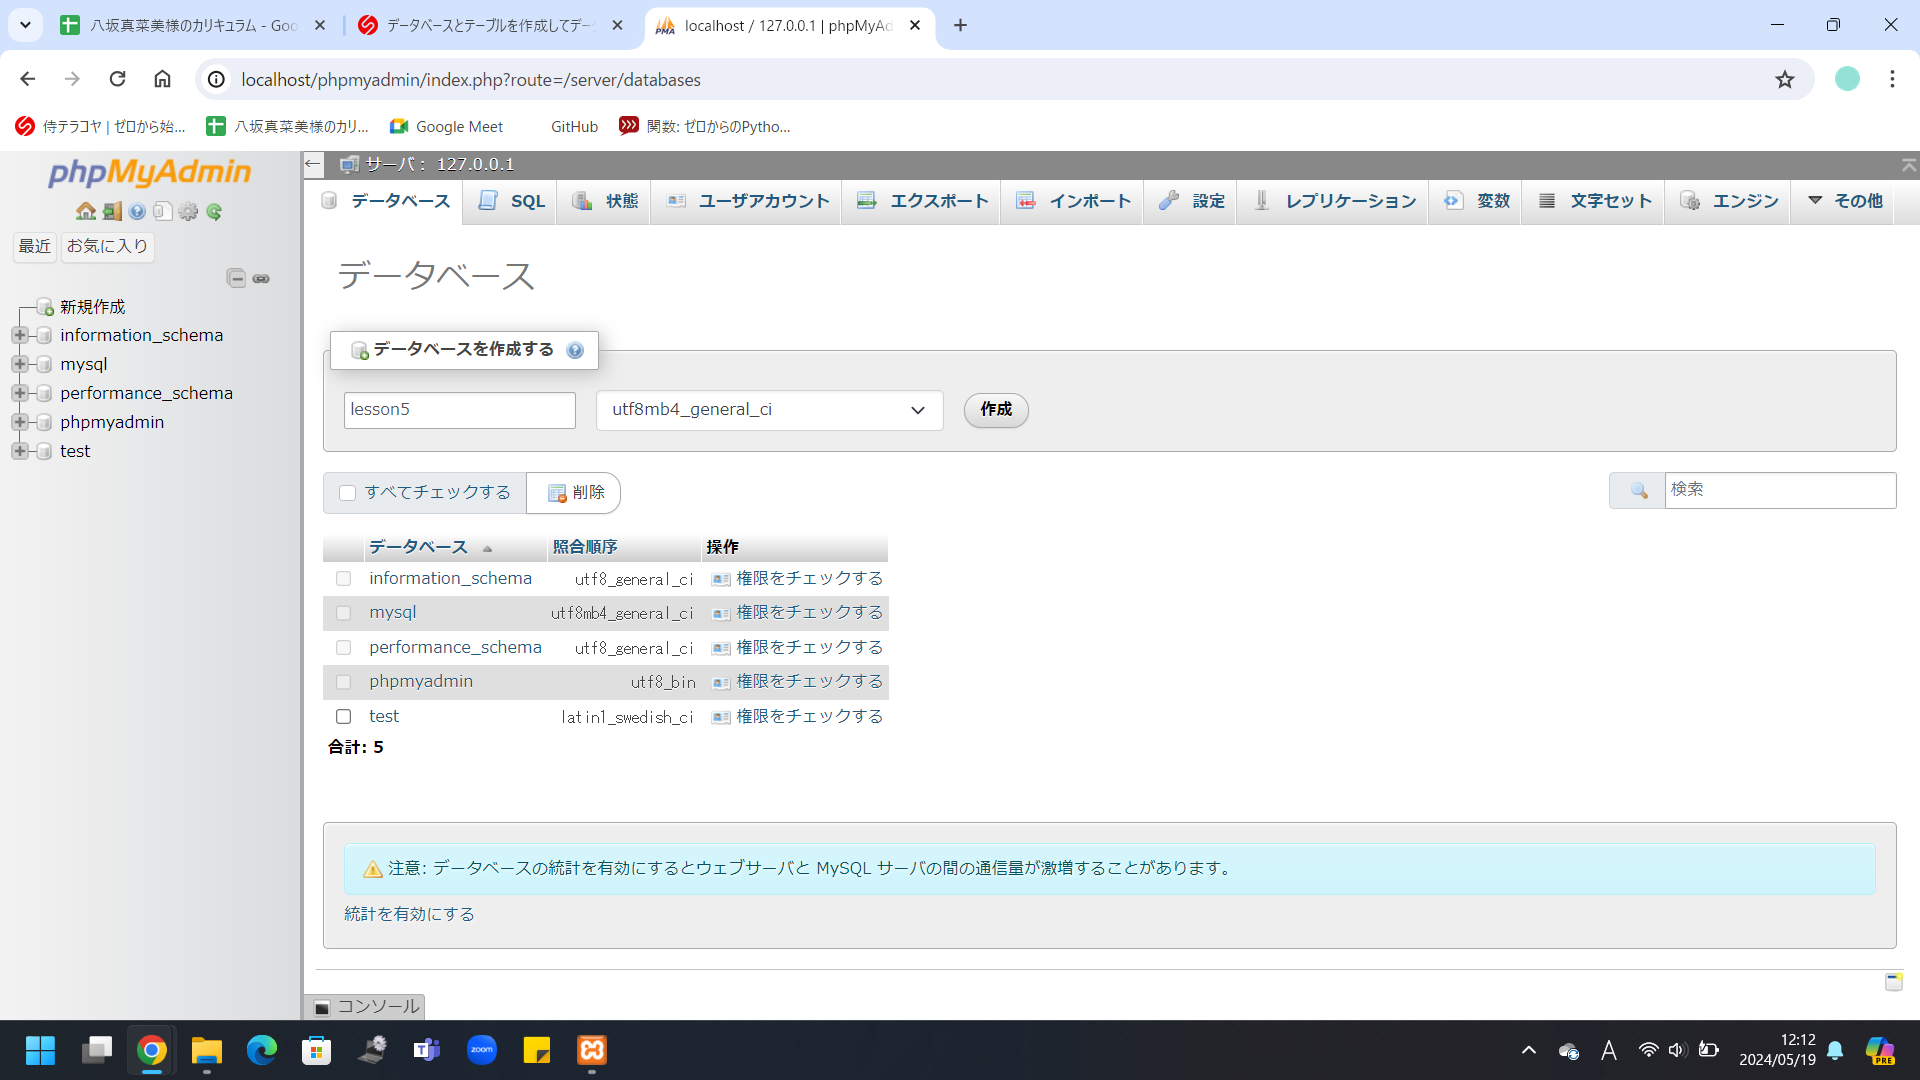 八坂真菜美様のカリキュラム - Goo
データベースとテーブルを作成してデー
localhost / 127.0.0.1 | phpMyAd
localhost/phpmyadmin/index.php?route=/server/databases
侍テラコヤ | ゼロから始...
八坂真菜美様のカリ...
Google Meet
GitHub
関数: ゼロからのPytho...
phpMyAdmin
最近
お気に入り
新規作成
information_schema
mysql
performance_schema
phpmyadmin
test
サーバ： 127.0.0.1
データベース
SQL
状態
ユーザアカウント
エクスポート
インポート
設定
レプリケーション
変数
文字セット
エンジン
その他
データベース
データベースを作成する
lesson5
utf8mb4_general_ci
作成
すべてチェックする
削除
検索
データベース 照合順序 操作
information_schema utf8_general_ci 権限をチェックする
mysql utf8mb4_general_ci 権限をチェックする
performance_schema utf8_general_ci 権限をチェックする
phpmyadmin utf8_bin 権限をチェックする
test latin1_swedish_ci 権限をチェックする
合計: 5
注意: データベースの統計を有効にするとウェブサーバと MySQL サーバの間の通信量が激増することがあります。
統計を有効にする
コンソール
zoom
A
12:12
2024/05/19
PRE